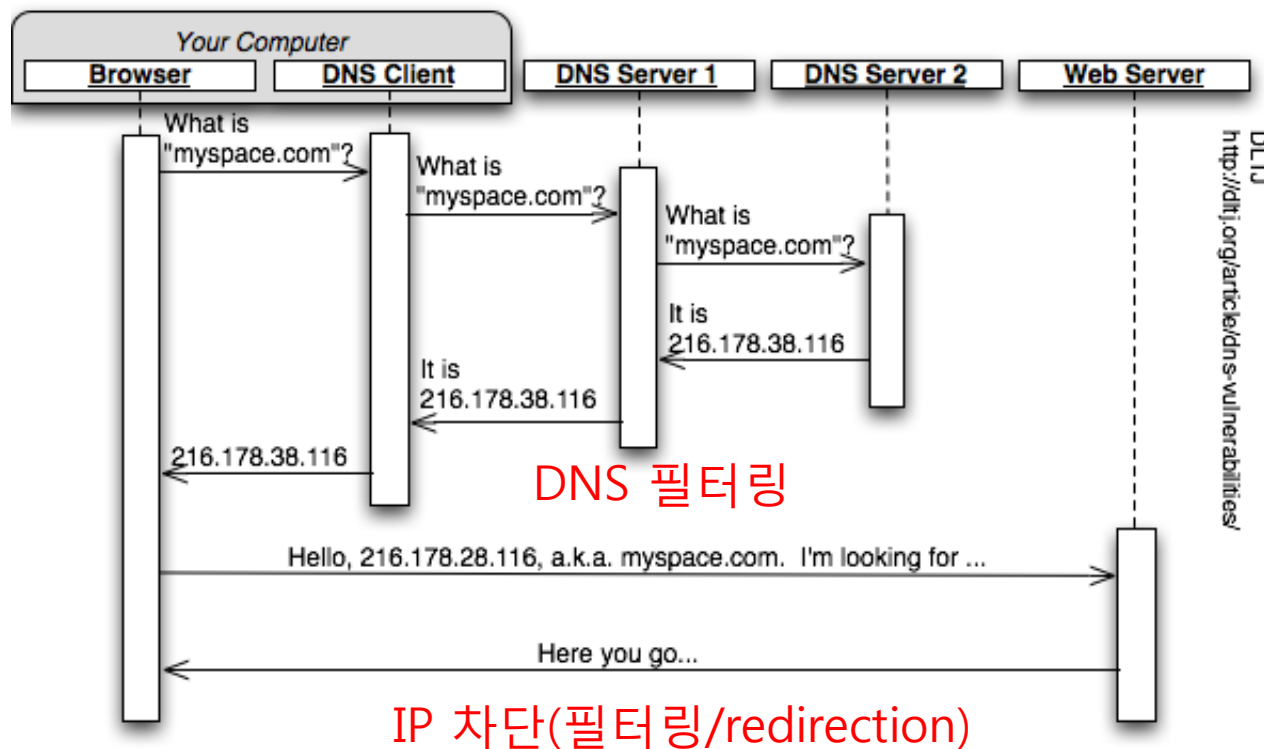 Your Computer
Browser
DNS Client
DNS Server 1
DNS Server 2
Web Server
What is
"myspace.com"?
What is
"myspace.com"?
What is
"myspace.com"?
It is
216.178.38.116
It is
216.178.38.116
216.178.38.116
DNS 필터링
Hello, 216.178.28.116, a.k.a. myspace.com. I'm looking for ...
Here you go...
IP 차단(필터링/redirection)
DLTJ
http://dltj.org/article/dns-vulnerabilities/